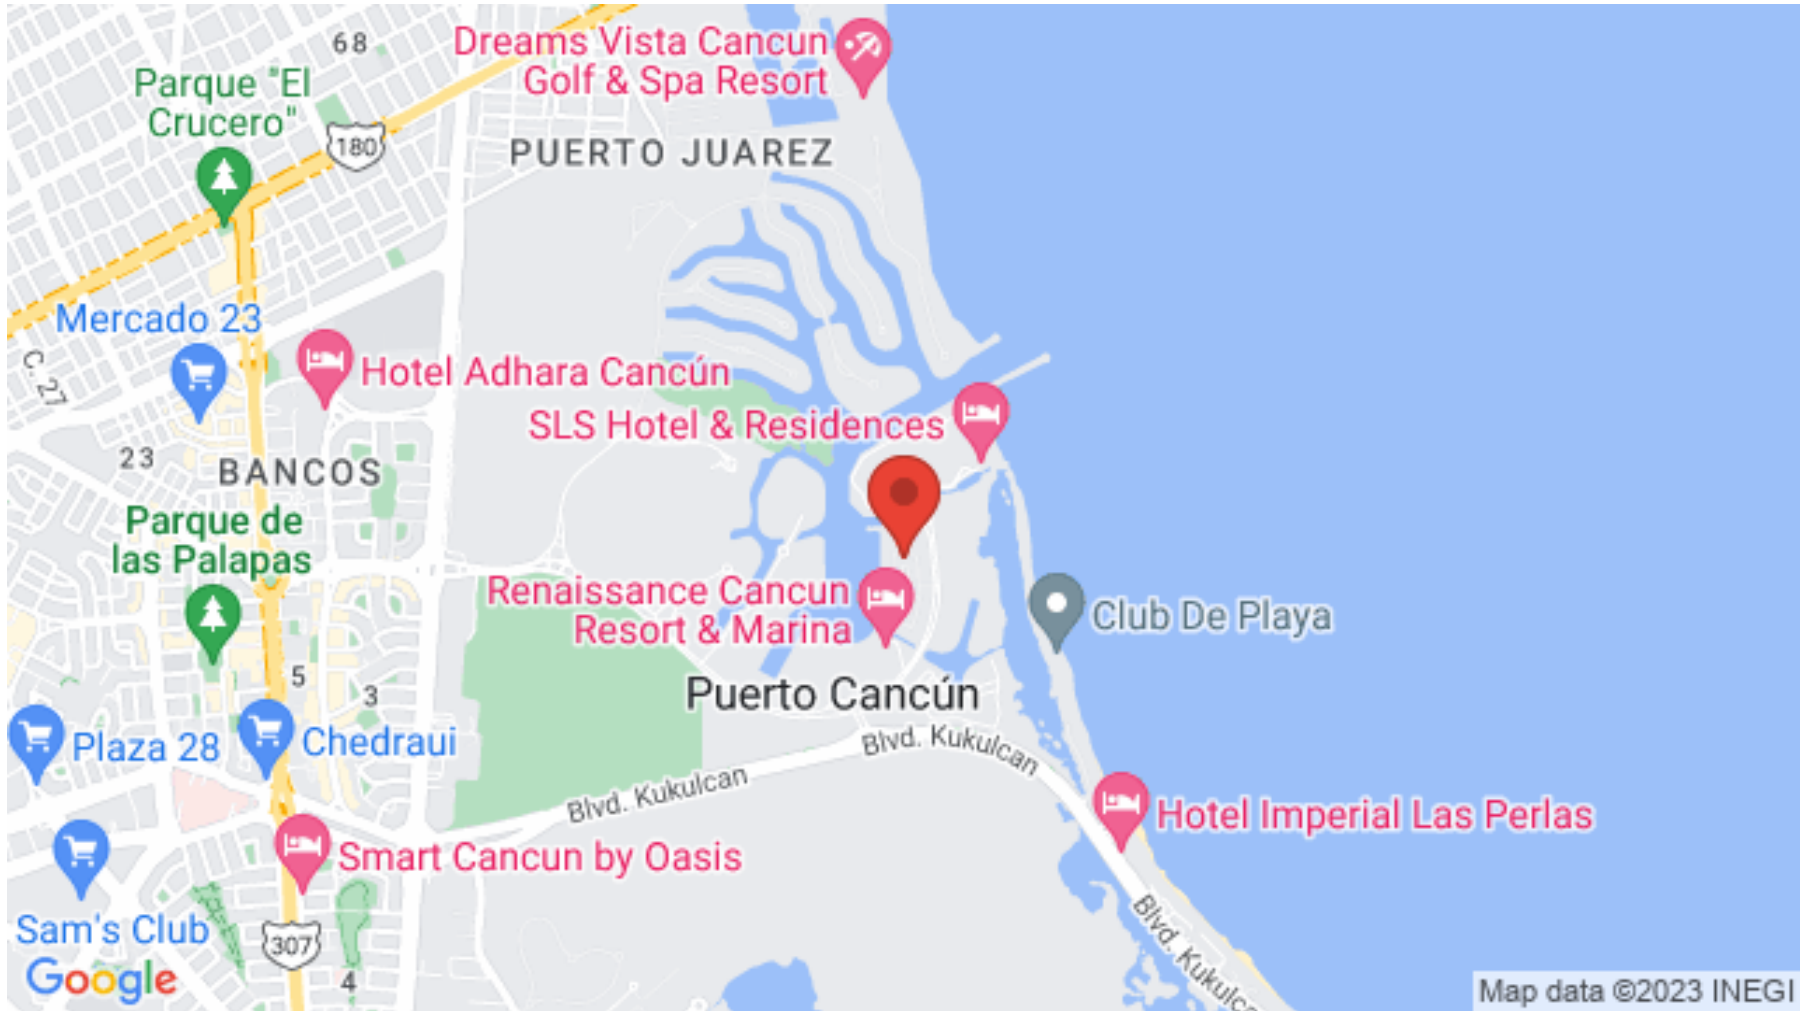 68
Dreams Vista Cancun
Golf & Spa Resort
Parque "El
Crucero"
180
PUERTO JUAREZ
Mercado 23
C. 27
Hotel Adhara Cancún
SLS Hotel & Residences
23
BANCOS
Parque de
las Palapas
Renaissance Cancun
Resort & Marina
Club De Playa
5
3
Puerto Cancún
Plaza 28
Chedraui
Blvd. Kukulcan
Blvd. Kukulcan
Hotel Imperial Las Perlas
Smart Cancun by Oasis
Sam's Club
307
4
Blvd. Kukulcan
Google
Map data ©2023 INEGI